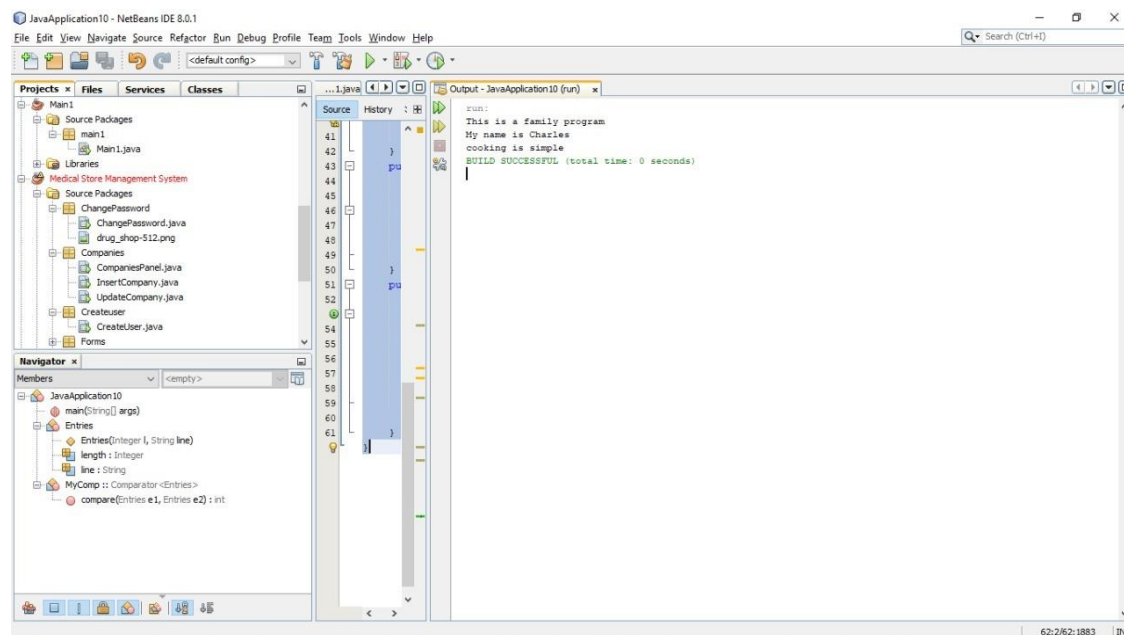 JavaApplication10 - NetBeans IDE 8.0.1
File Edit View Navigate Source Refactor Run Debug Profile Team Tools Window Help
Search (Ctrl+I)
<default config>
Projects Files Services Classes
Main1
Source Packages
main1
Main1.java
Libraries
Medical Store Management System
Source Packages
ChangePassword
ChangePassword.java
drug_shop-512.png
Companies
CompaniesPanel.java
InsertCompany.java
UpdateCompany.java
Createuser
CreateUser.java
Forms
Navigator
Members <empty>
JavaApplication10
main(String[] args)
Entries
Entries(Integer l, String line)
length : Integer
line : String
MyComp :: Comparator<Entries>
compare(Entries e1, Entries e2) : int
...1.java
Source History
41
42 }
43 pu
44
45
46
47
48
49
50 }
51 pu
52
54
55
56
57
58
59
60
61 }
}
Output - JavaApplication10 (run)
run:
This is a family program
My name is Charles
cooking is simple
BUILD SUCCESSFUL (total time: 0 seconds)
62:2/62:1883 IN